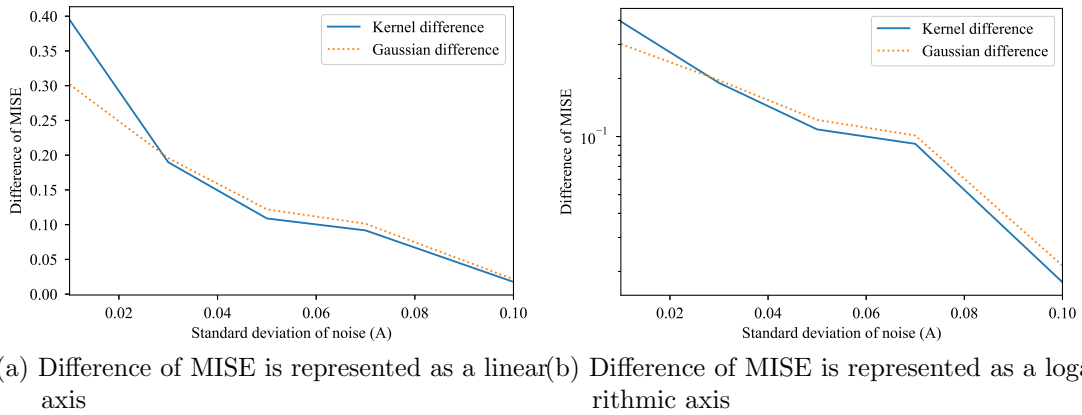 0.40
0.35
0.30
0.25
0.20
0.15
0.10
0.05
0.00
Difference of MISE
Kernel difference
Gaussian difference
0.02 0.04 0.06 0.08 0.10
Standard deviation of noise (A)
10⁻¹
Difference of MISE
Kernel difference
Gaussian difference
0.02 0.04 0.06 0.08 0.10
Standard deviation of noise (A)
a) Difference of MISE is represented as a linear
axis
(b) Difference of MISE is represented as a loga
rithmic axis